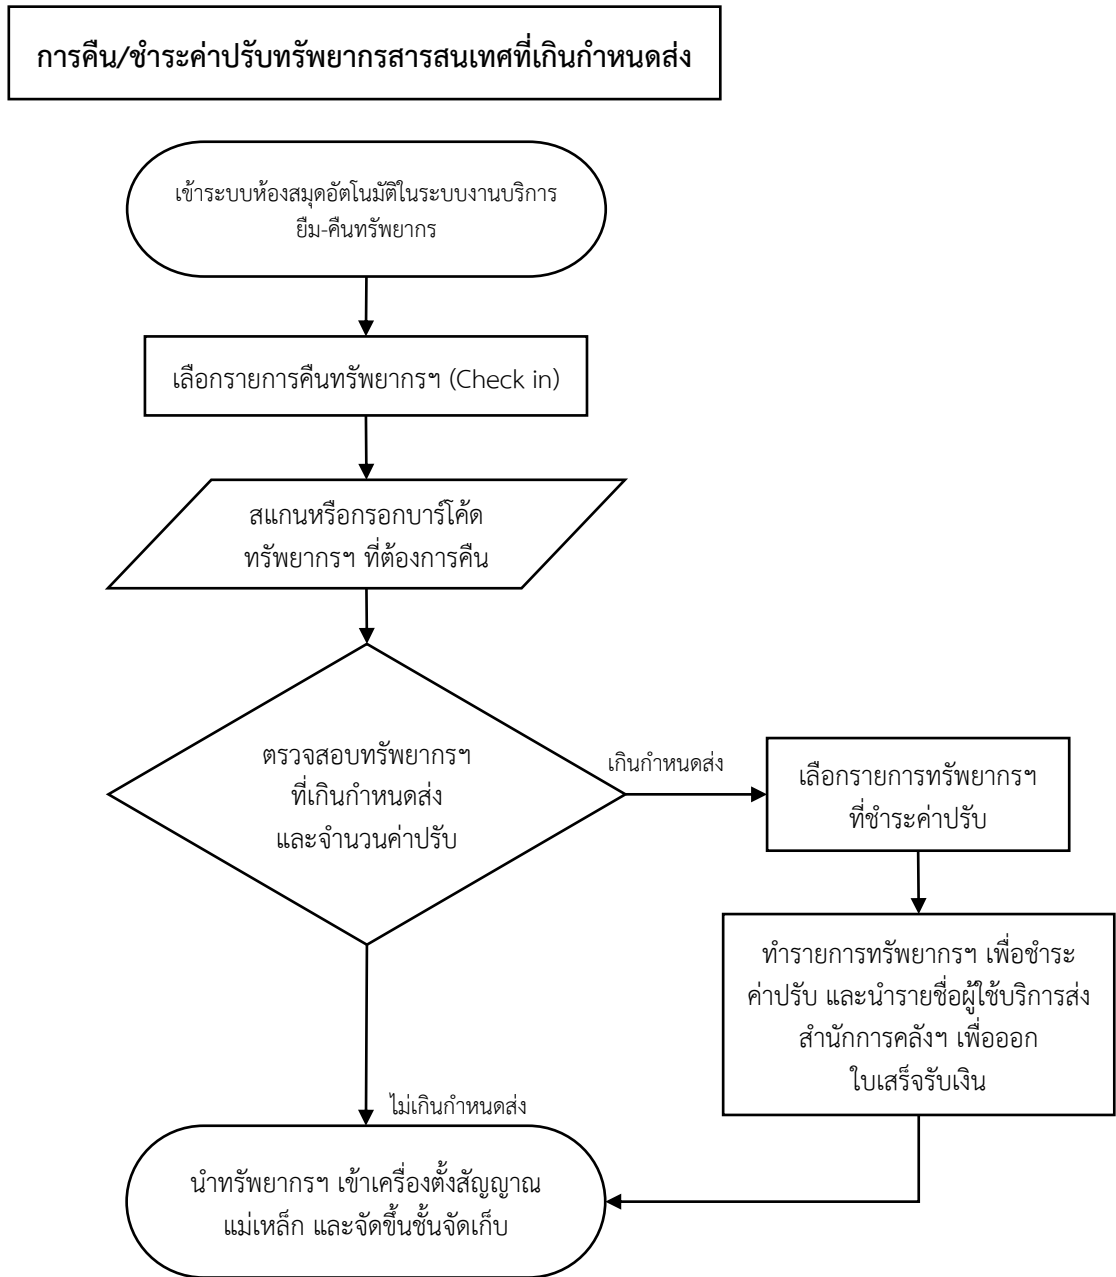 การคืน/ชำระค่าปรับทรัพยากรสารสนเทศที่เกินกำหนดส่ง
เข้าระบบห้องสมุดอัตโนมัติในระบบงานบริการ
ยืม-คืนทรัพยากร
เลือกรายการคืนทรัพยากรฯ (Check in)
สแกนหรือกรอกบาร์โค้ด
ทรัพยากรฯ ที่ต้องการคืน
ตรวจสอบทรัพยากรฯ
ที่เกินกำหนดส่ง
และจำนวนค่าปรับ
เกินกำหนดส่ง
เลือกรายการทรัพยากรฯ
ที่ชำระค่าปรับ
ทำรายการทรัพยากรฯ เพื่อชำระ
ค่าปรับ และนำรายชื่อผู้ใช้บริการส่ง
สำนักการคลังฯ เพื่อออก
ใบเสร็จรับเงิน
ไม่เกินกำหนดส่ง
นำทรัพยากรฯ เข้าเครื่องตั้งสัญญาณ
แม่เหล็ก และจัดขึ้นชั้นจัดเก็บ